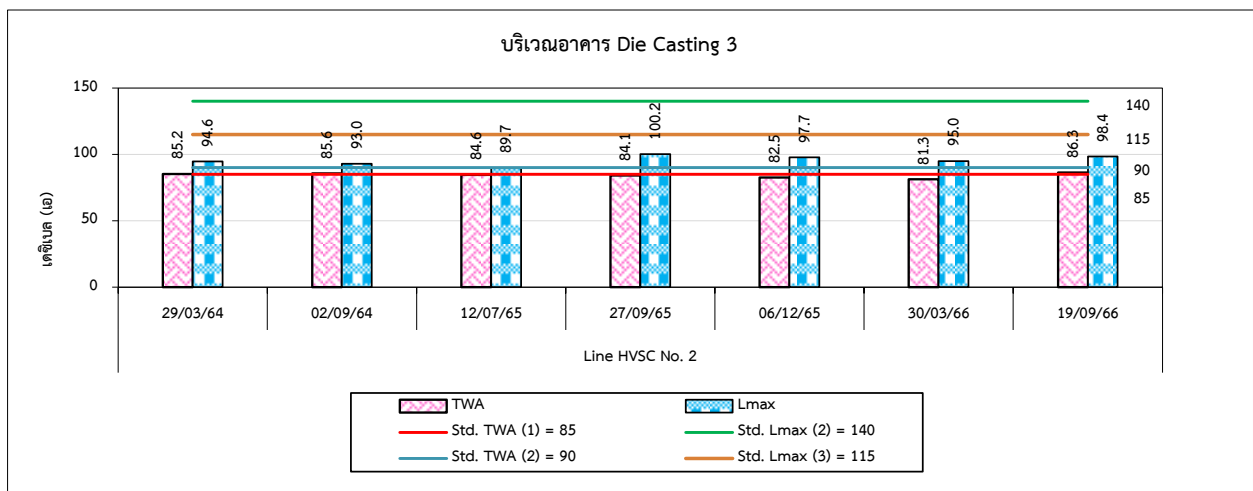 บริเวณอาคาร Die Casting 3
เดซิเบล (เอ)
150
100
50
0
85.2 94.6 85.6 93.0 84.6 89.7 84.1 100.2 82.5 97.7 81.3 95.0 86.3 98.4
140
115
90
85
29/03/64 02/09/64 12/07/65 27/09/65 06/12/65 30/03/66 19/09/66
Line HVSC No. 2
TWA Lmax
Std. TWA (1) = 85 Std. Lmax (2) = 140
Std. TWA (2) = 90 Std. Lmax (3) = 115